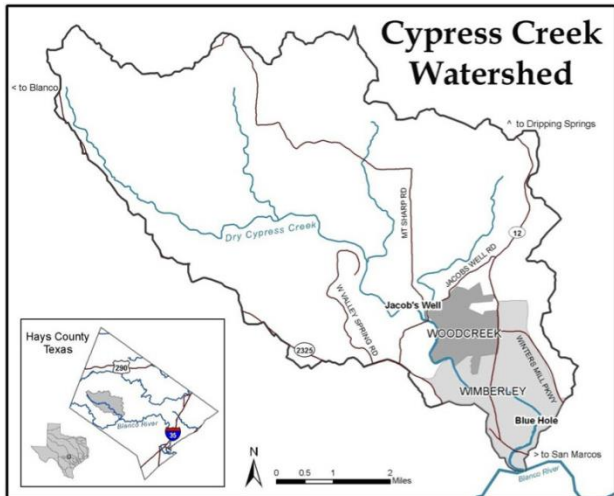 Cypress Creek
Watershed
< to Blanco
^ to Dripping Springs
MT SHARP RD
12
Dry Cypress Creek
JACOBS WELL RD
W VALLEY SPRING RD
Jacob's Well
WOODCREEK
2325
WINTERS MILL PKWY
WIMBERLEY
Blue Hole
> to San Marcos
Blanco River
Hays County
Texas
290
Blanco River
35
N
0 1 2
Miles